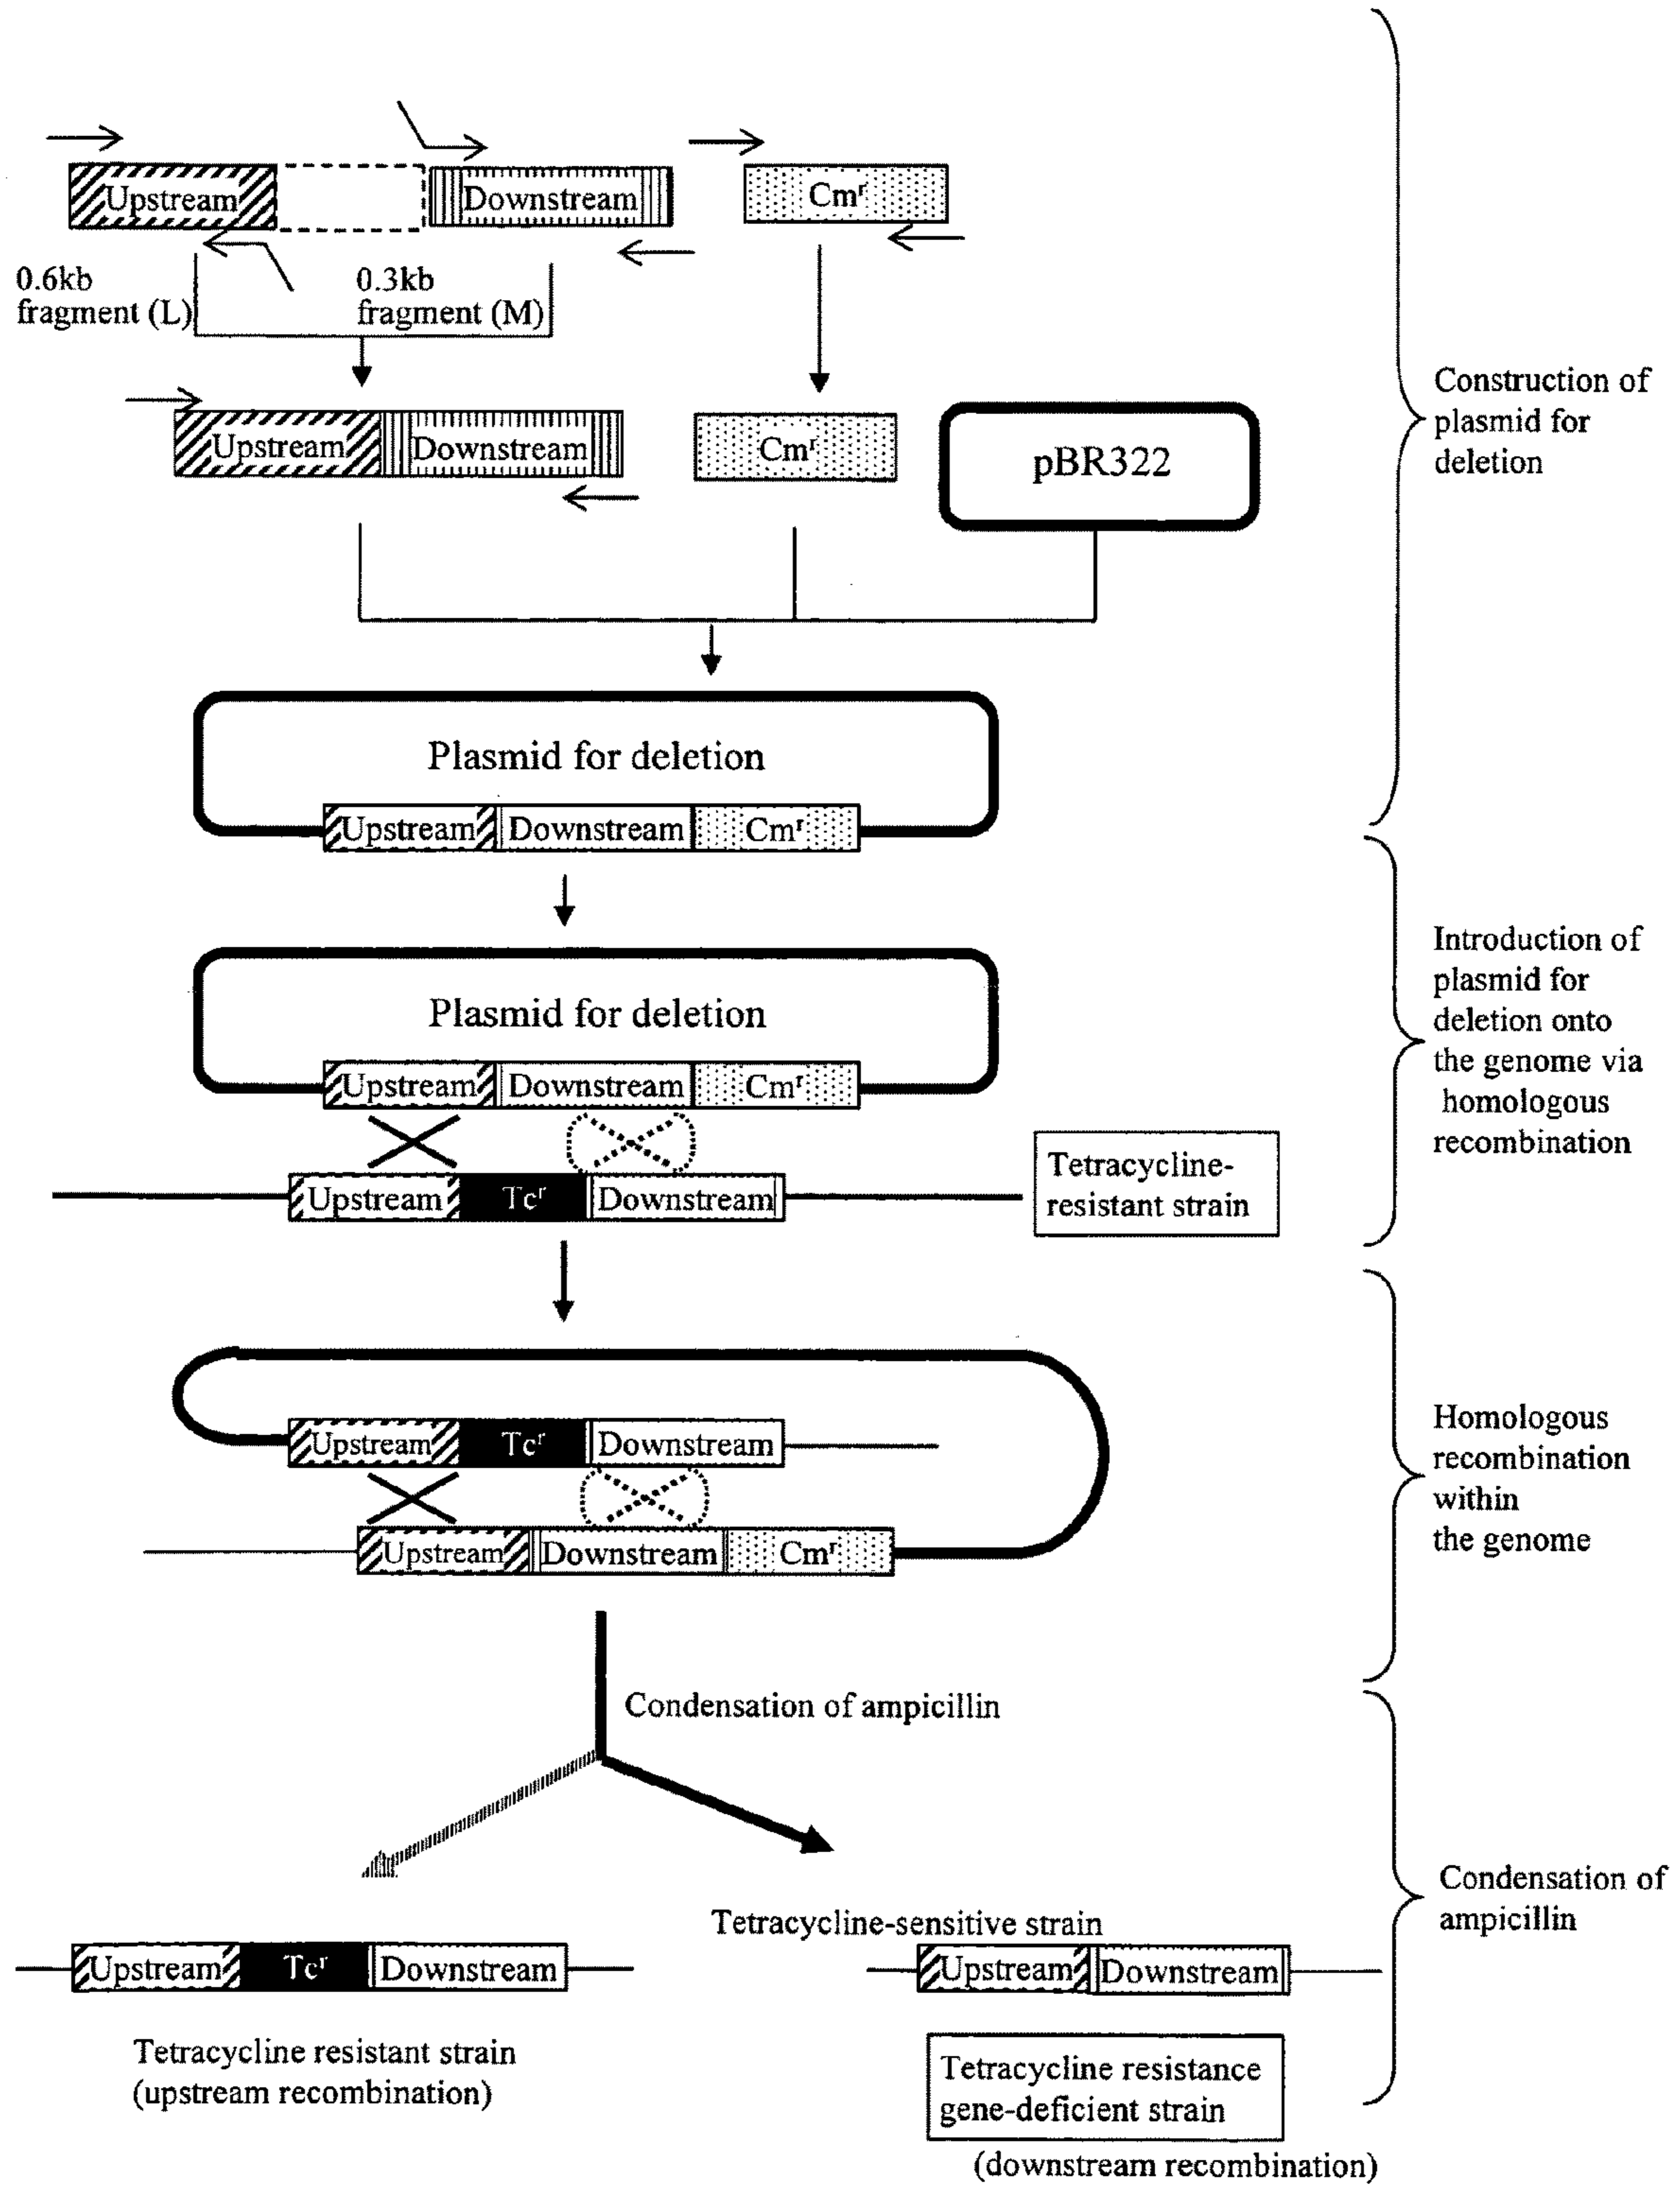 Upstream
Downstream
Cmʳ
0.6kb
fragment (L)
0.3kb
fragment (M)
Construction of
plasmid for
deletion
Upstream
Downstream
Cmʳ
pBR322
Plasmid for deletion
Upstream
Downstream
Cmʳ
Introduction of
plasmid for
deletion onto
the genome via
homologous
recombination
Plasmid for deletion
Upstream
Downstream
Cmʳ
Tetracycline-
resistant strain
Upstream
Tcʳ
Downstream
Homologous
recombination
within
the genome
Upstream
Tcʳ
Downstream
Upstream
Downstream
Cmʳ
Condensation of ampicillin
Condensation of
ampicillin
Tetracycline-sensitive strain
Upstream
Tcʳ
Downstream
Upstream
Downstream
Tetracycline resistant strain
(upstream recombination)
Tetracycline resistance
gene-deficient strain
(downstream recombination)